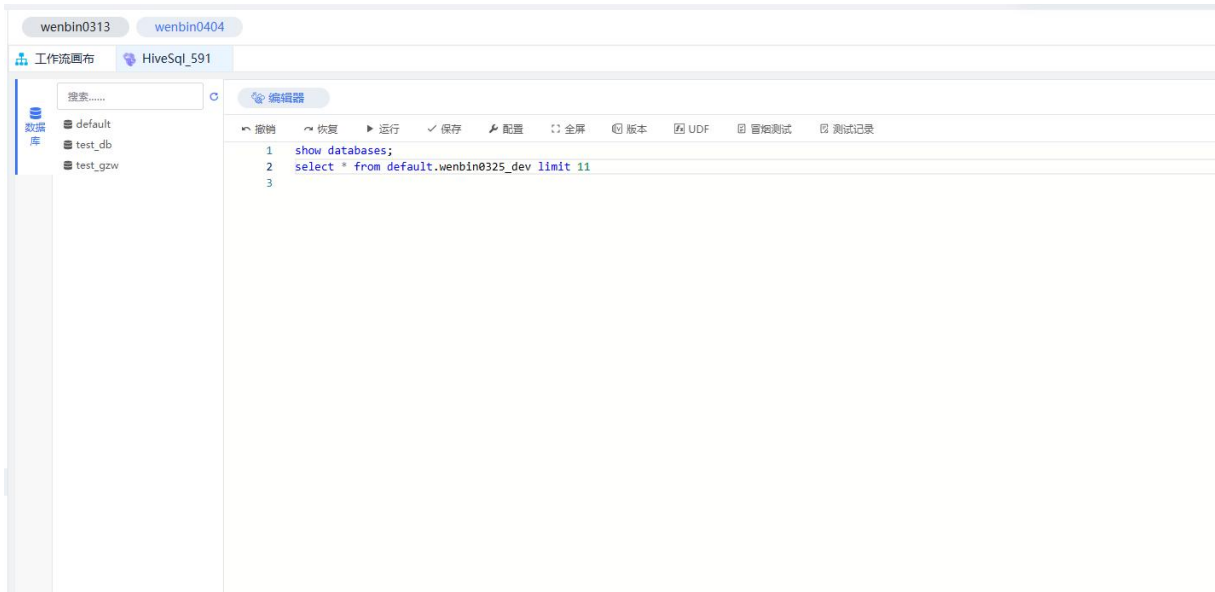 wenbin0313 wenbin0404
工作流画布 HiveSql_591
搜索......
数据库
default
test_db
test_gzw
编辑器
撤销 恢复 运行 保存 配置 全屏 版本 UDF 冒烟测试 测试记录
1 show databases;
2 select * from default.wenbin0325_dev limit 11
3